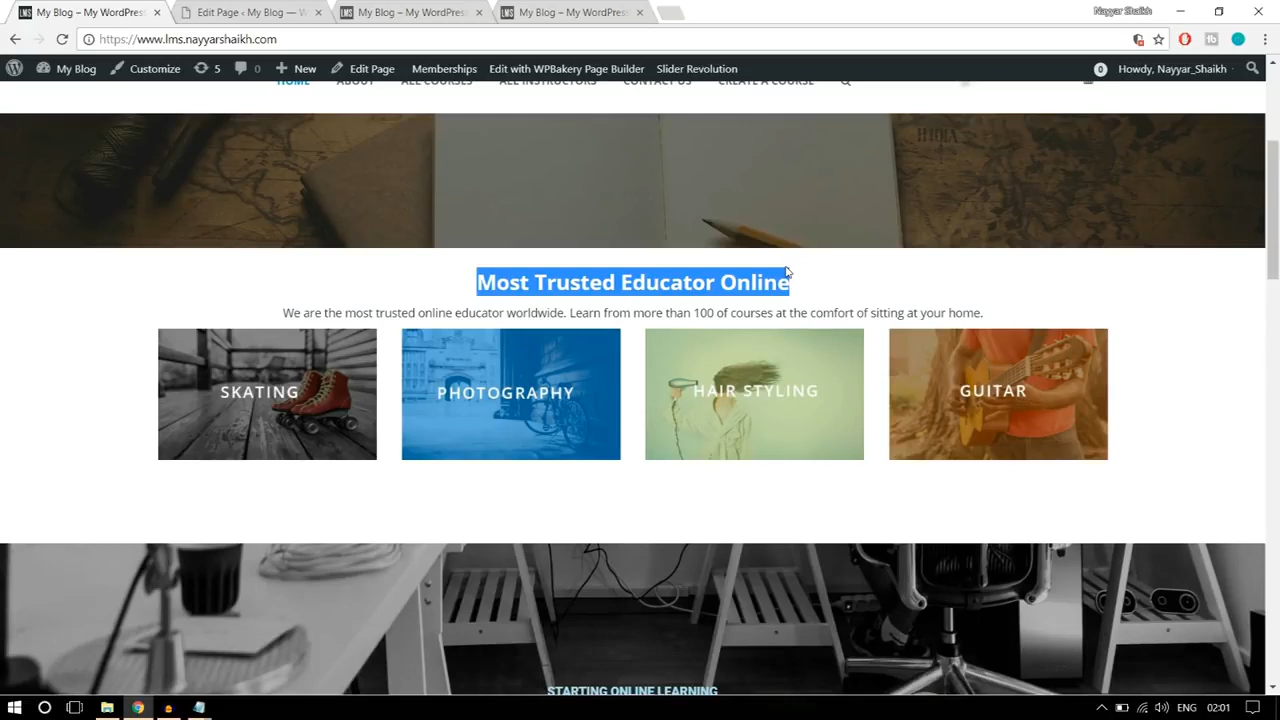 LMS My Blog – My WordPress
Edit Page ‹ My Blog — W
LMS My Blog – My WordPress
LMS My Blog – My WordPress
Nayyar Shaikh
https://www.lms.nayyarshaikh.com
My Blog
Customize
5
0
New
Edit Page
Memberships
Edit with WPBakery Page Builder
Slider Revolution
0
Howdy, Nayyar_Shaikh
HOME
ABOUT
ALL COURSES
ALL INSTRUCTORS
CONTACT US
CREATE A COURSE
Most Trusted Educator Online
We are the most trusted online educator worldwide. Learn from more than 100 of courses at the comfort of sitting at your home.
SKATING
PHOTOGRAPHY
HAIR STYLING
GUITAR
STARTING ONLINE LEARNING
ENG
02:01